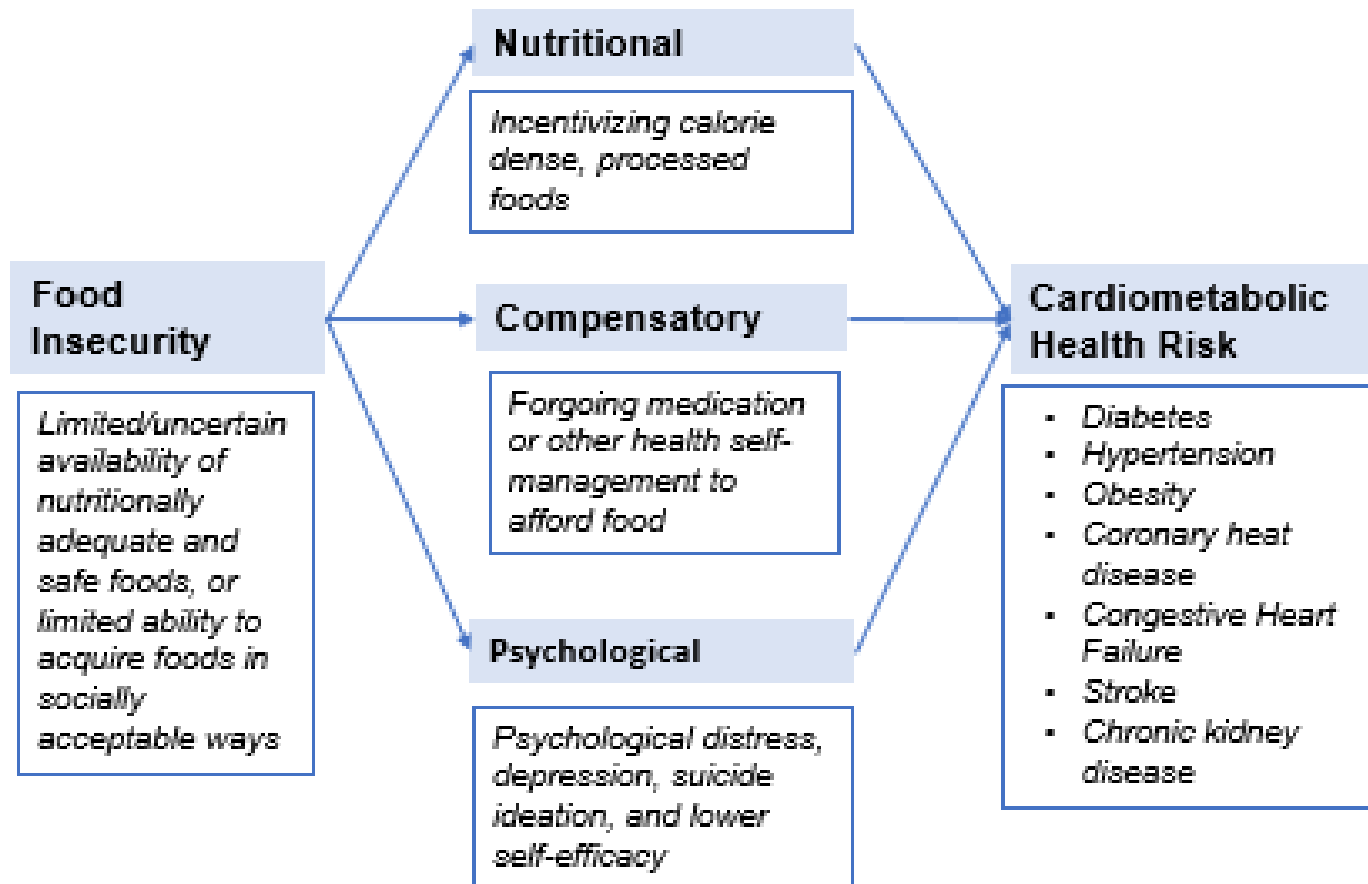 Nutritional
Incentivizing calorie
dense, processed
foods
Food
Insecurity
Limited/uncertain
availability of
nutritionally
adequate and
safe foods, or
limited ability to
acquire foods in
socially
acceptable ways
Compensatory
Forgoing medication
or other health self-
management to
afford food
Psychological
Psychological distress,
depression, suicide
ideation, and lower
self-efficacy
Cardiometabolic
Health Risk
• Diabetes
• Hypertension
• Obesity
• Coronary heat
disease
• Congestive Heart
Failure
• Stroke
• Chronic kidney
disease